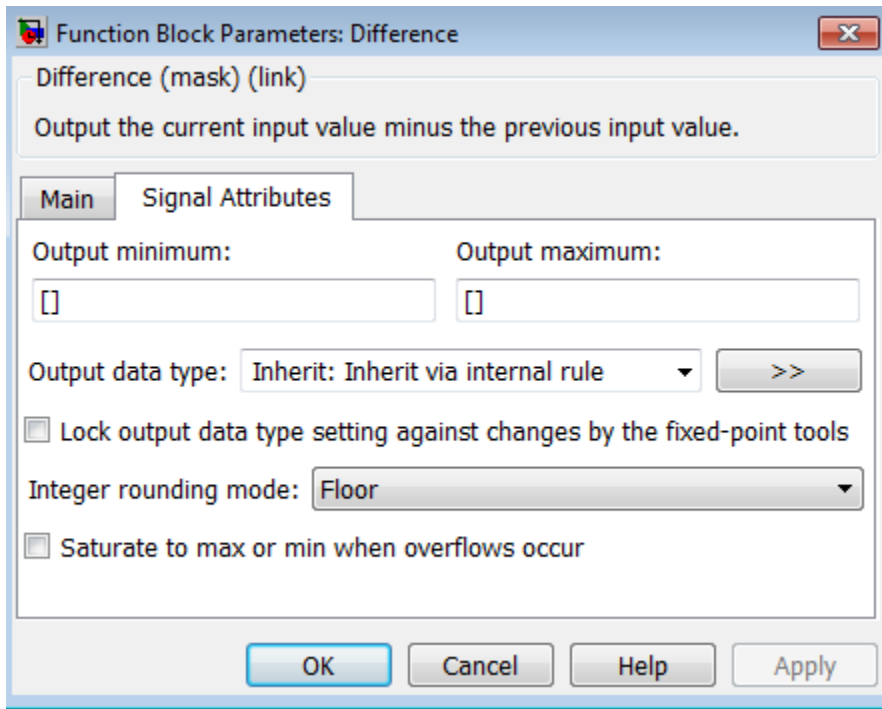 Function Block Parameters: Difference
Difference (mask) (link)
Output the current input value minus the previous input value.
Main Signal Attributes
Output minimum: Output maximum:
[] []
Output data type: Inherit: Inherit via internal rule >>
Lock output data type setting against changes by the fixed-point tools
Integer rounding mode: Floor
Saturate to max or min when overflows occur
OK Cancel Help Apply